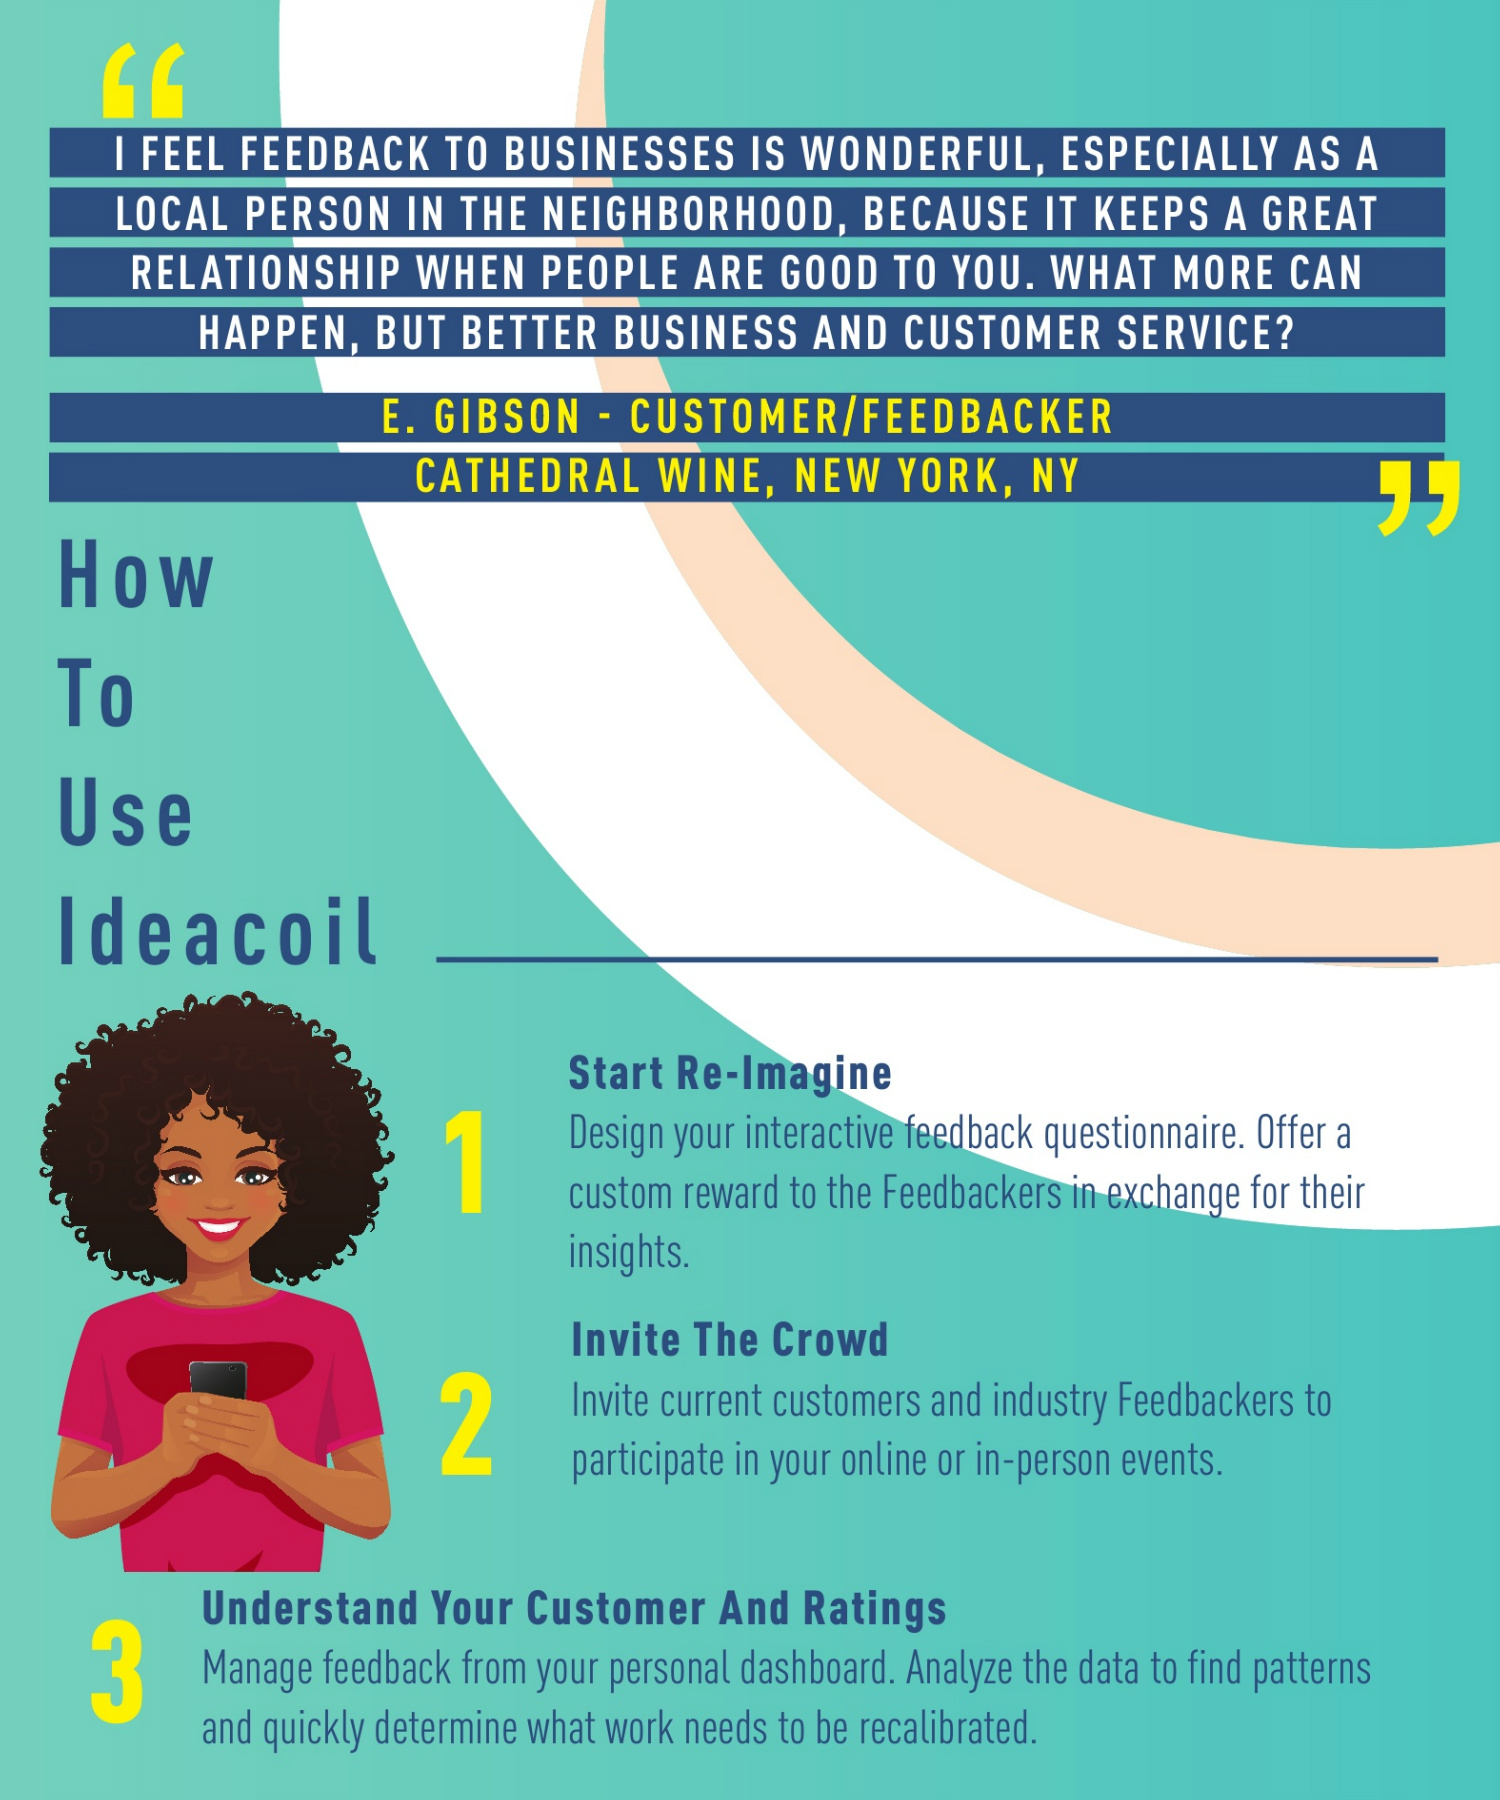 “
I FEEL FEEDBACK TO BUSINESSES IS WONDERFUL, ESPECIALLY AS A
LOCAL PERSON IN THE NEIGHBORHOOD, BECAUSE IT KEEPS A GREAT
RELATIONSHIP WHEN PEOPLE ARE GOOD TO YOU. WHAT MORE CAN
HAPPEN, BUT BETTER BUSINESS AND CUSTOMER SERVICE?
E. GIBSON - CUSTOMER/FEEDBACKER
CATHEDRAL WINE, NEW YORK, NY
”
How
To
Use
Ideacoil
1
Start Re-Imagine
Design your interactive feedback questionnaire. Offer a
custom reward to the Feedbackers in exchange for their
insights.
2
Invite The Crowd
Invite current customers and industry Feedbackers to
participate in your online or in-person events.
3
Understand Your Customer And Ratings
Manage feedback from your personal dashboard. Analyze the data to find patterns
and quickly determine what work needs to be recalibrated.